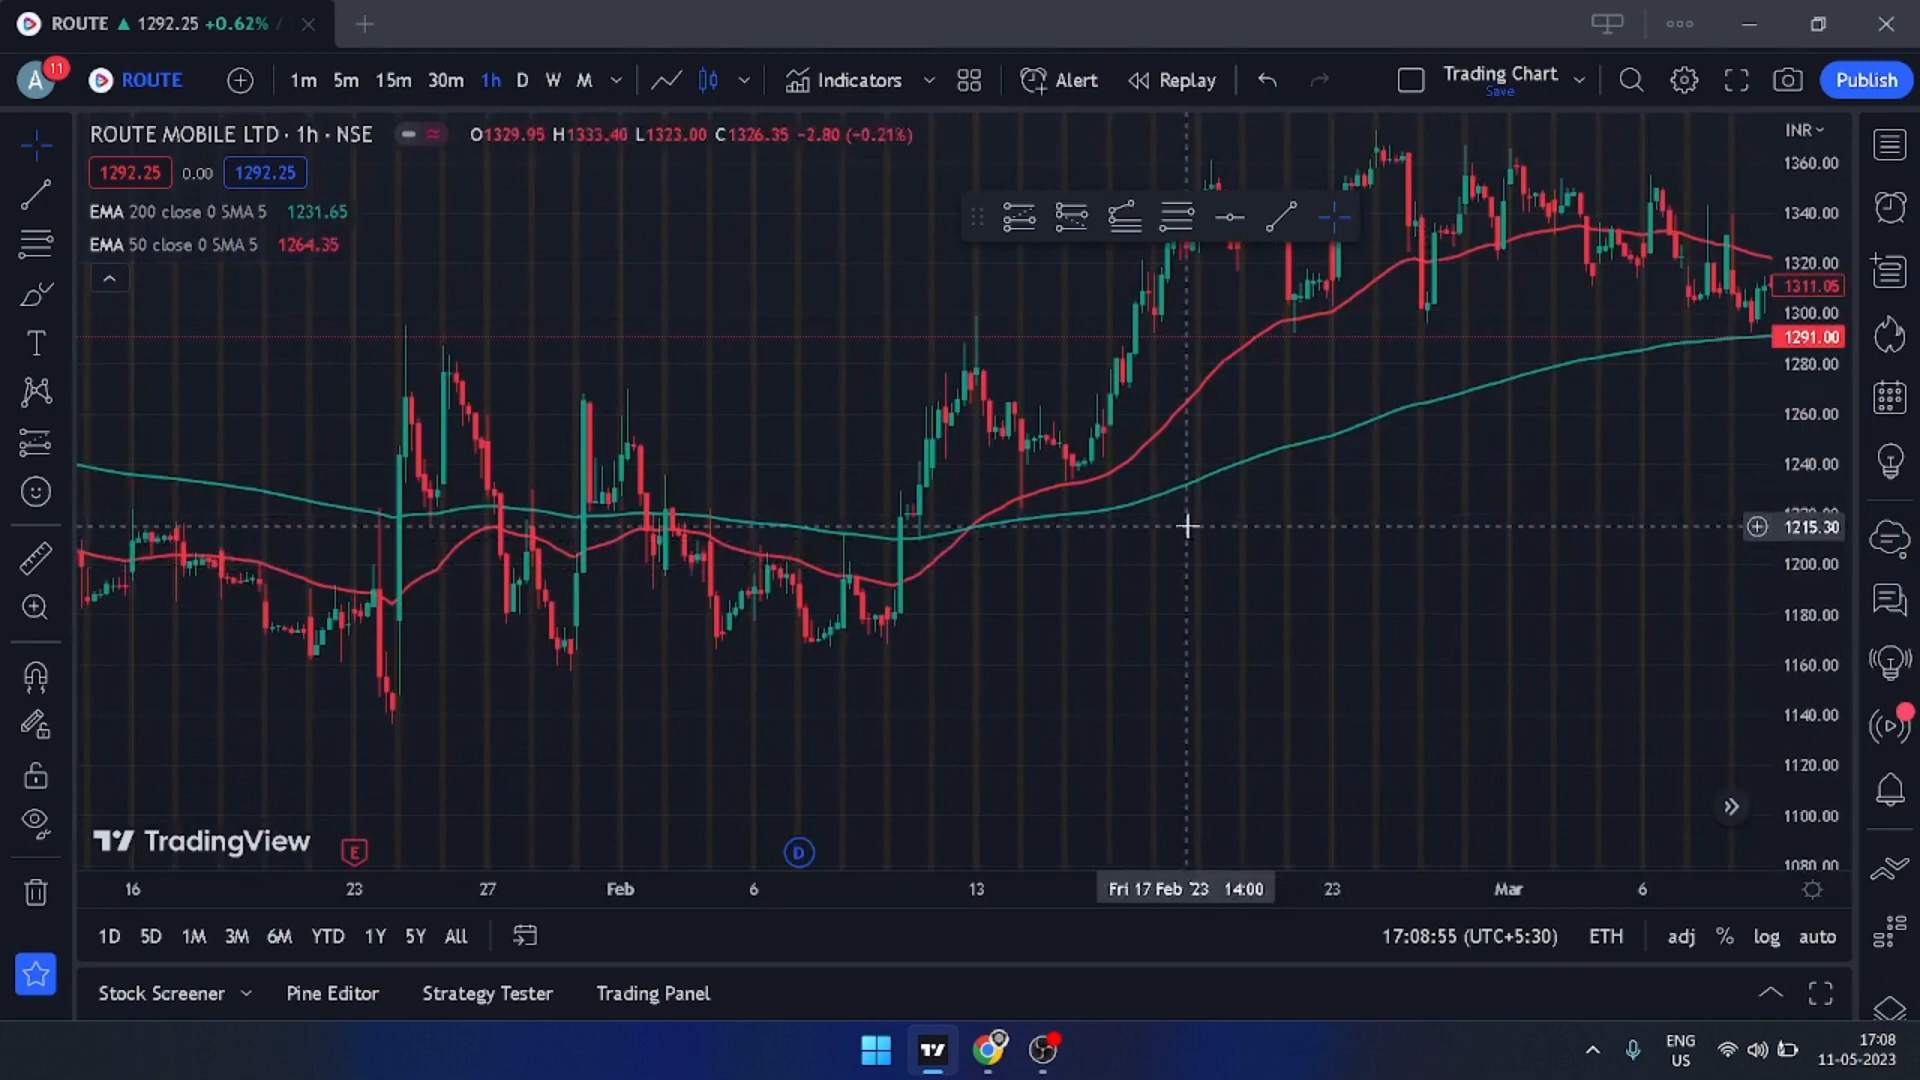 ROUTE ▲ 1292.25 +0.62% /
A 11 ROUTE 1m 5m 15m 30m 1h D W M Indicators Alert Replay Trading Chart Save Publish
ROUTE MOBILE LTD · 1h · NSE O1329.95 H1333.40 L1323.00 C1326.35 -2.80 (-0.21%)
1292.25 0.00 1292.25
EMA 200 close 0 SMA 5 1231.65
EMA 50 close 0 SMA 5 1264.35
INR
1360.00
1340.00
1320.00
1311.05
1300.00
1291.00
1280.00
1260.00
1240.00
1215.30
1200.00
1180.00
1160.00
1140.00
1120.00
1100.00
1080.00
TradingView
E D
16 23 27 Feb 6 13 Fri 17 Feb '23 14:00 23 Mar 6
1D 5D 1M 3M 6M YTD 1Y 5Y All 17:08:55 (UTC+5:30) ETH adj % log auto
Stock Screener Pine Editor Strategy Tester Trading Panel
ENG
US
17:08
11-05-2023